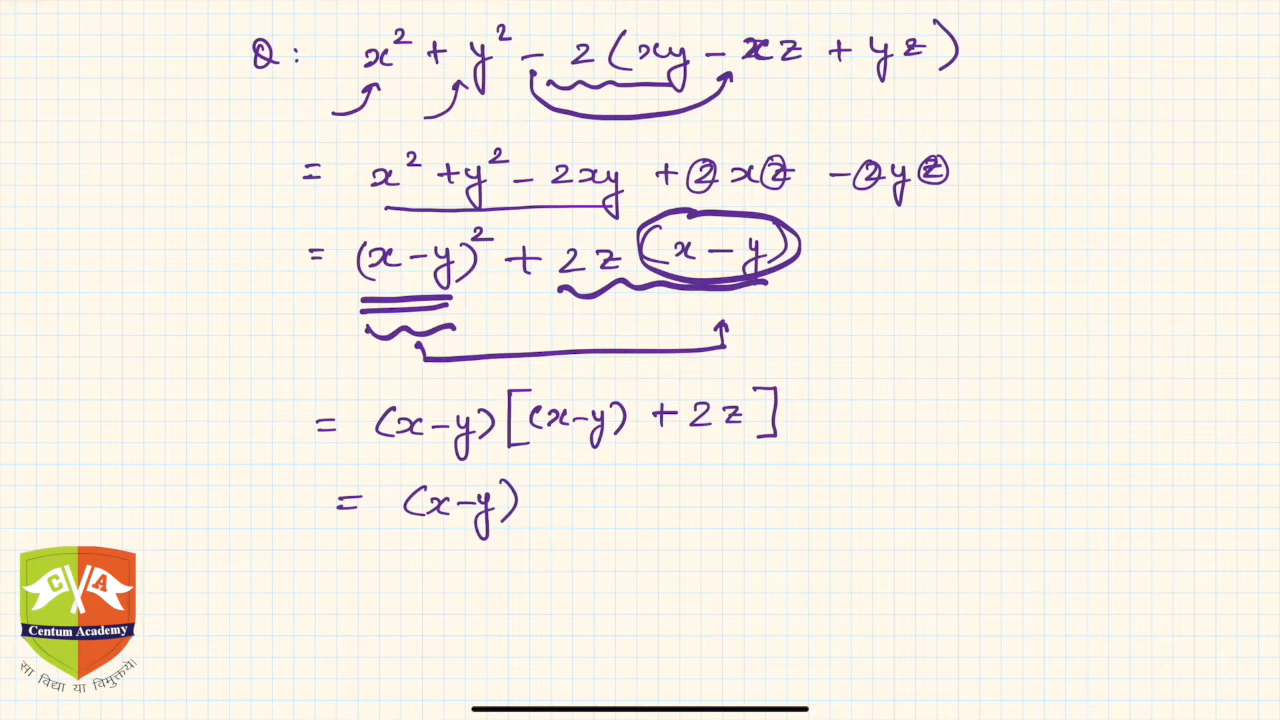 Q: x² + y² - 2(xy - xz + yz)
= x² + y² - 2xy + 2xz - 2yz
= (x-y)² + 2z(x-y)
= (x-y)[(x-y) + 2z]
= (x-y)
C A
Centum Academy
सा विद्या या विमुक्तये।